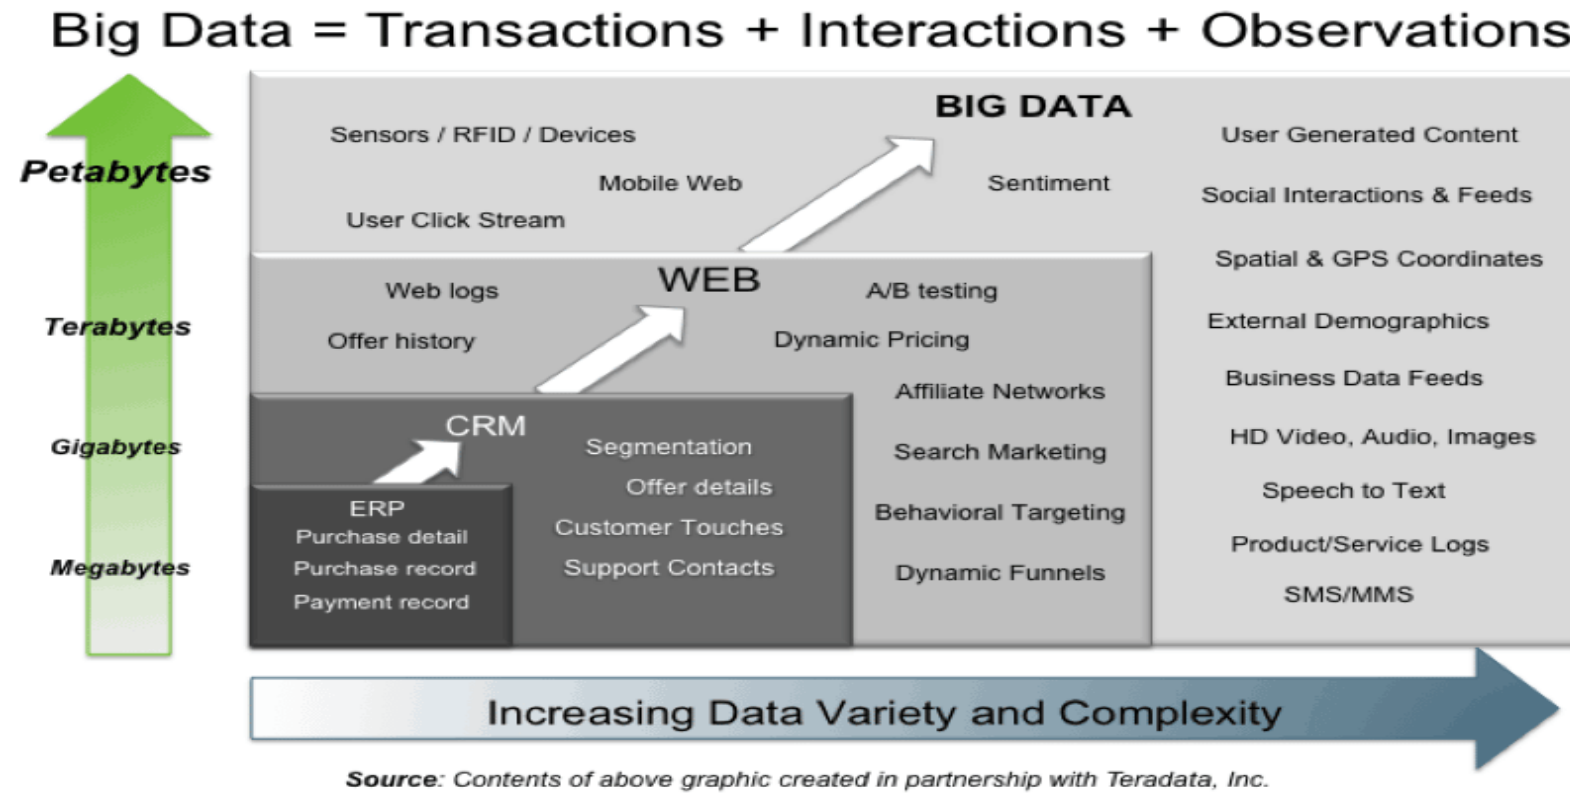 Big Data = Transactions + Interactions + Observations
BIG DATA
Sensors / RFID / Devices
User Generated Content
Petabytes
Mobile Web
Sentiment
Social Interactions & Feeds
User Click Stream
Spatial & GPS Coordinates
WEB
Web logs
A/B testing
Terabytes
External Demographics
Offer history
Dynamic Pricing
Business Data Feeds
Affiliate Networks
CRM
HD Video, Audio, Images
Gigabytes
Segmentation
Search Marketing
Offer details
Speech to Text
ERP
Behavioral Targeting
Customer Touches
Purchase detail
Product/Service Logs
Megabytes
Purchase record
Support Contacts
Dynamic Funnels
SMS/MMS
Payment record
Increasing Data Variety and Complexity
Source: Contents of above graphic created in partnership with Teradata, Inc.